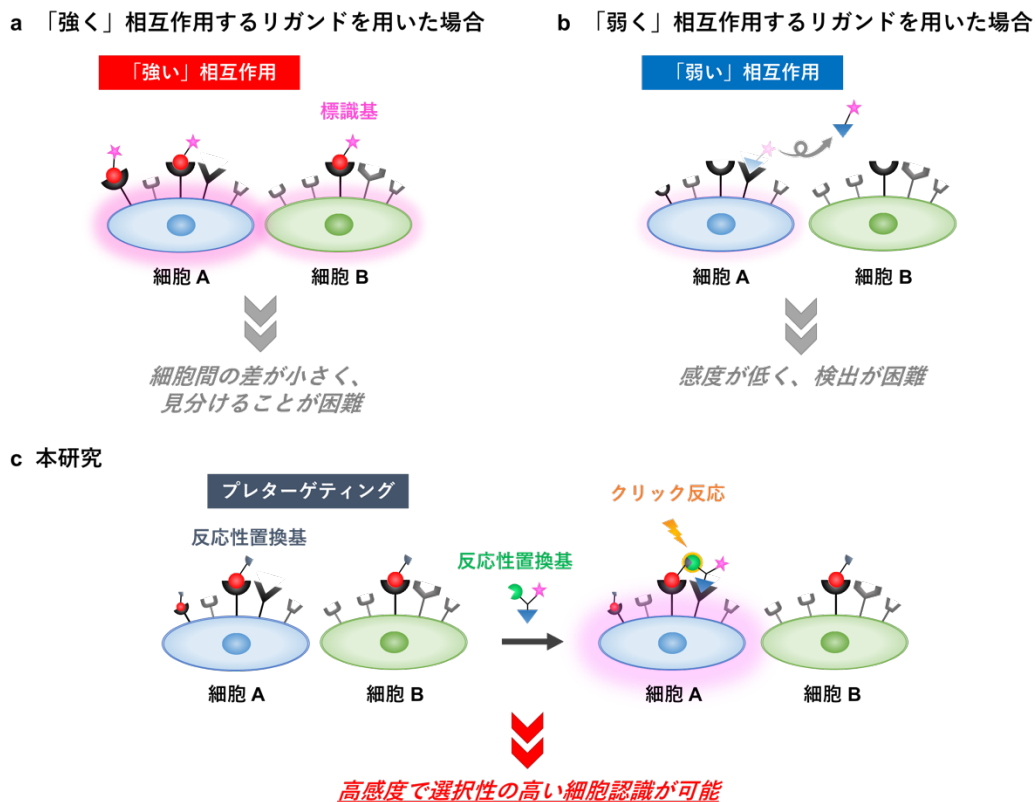 a 「強く」相互作用するリガンドを用いた場合
「強い」相互作用
標識基
細胞 A
細胞 B
細胞間の差が小さく、
見分けることが困難
b 「弱く」相互作用するリガンドを用いた場合
「弱い」相互作用
細胞 A
細胞 B
感度が低く、検出が困難
c 本研究
プレターゲティング
反応性置換基
細胞 A
細胞 B
反応性置換基
クリック反応
細胞 A
細胞 B
高感度で選択性の高い細胞認識が可能